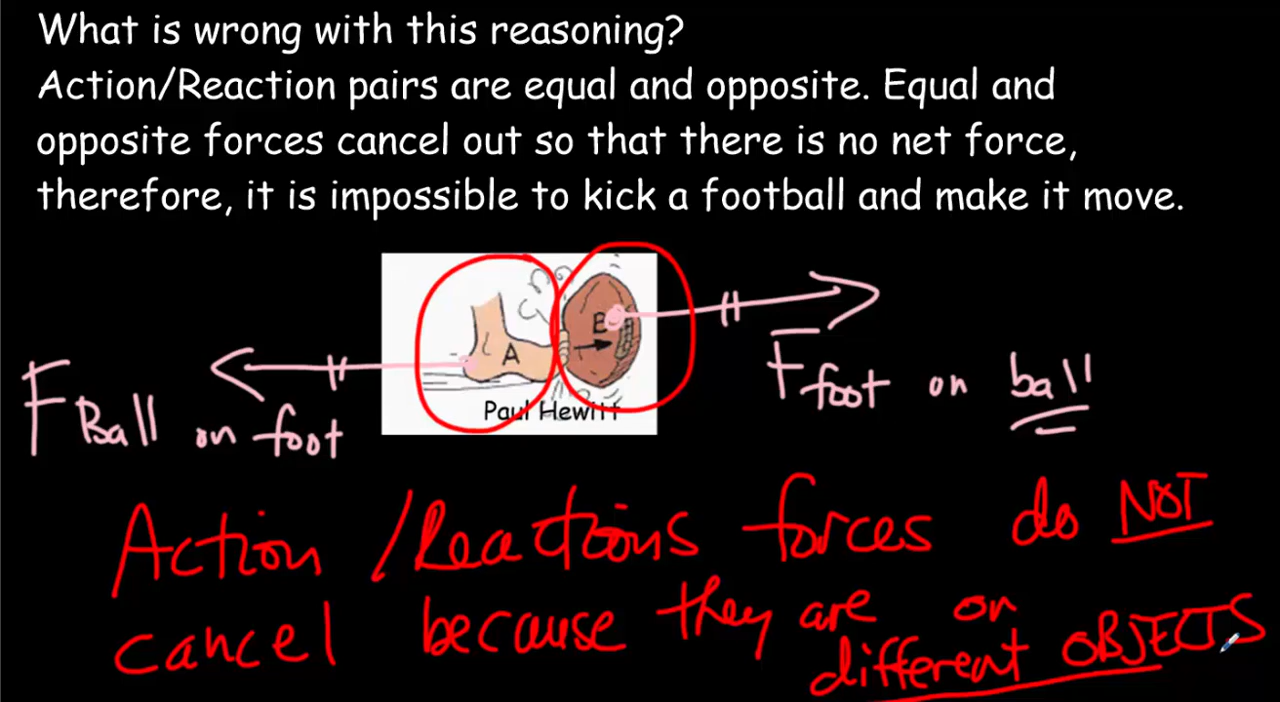 What is wrong with this reasoning?
Action/Reaction pairs are equal and opposite. Equal and
opposite forces cancel out so that there is no net force,
therefore, it is impossible to kick a football and make it move.
A
B
Paul Hewitt
F Ball on foot
F foot on ball
Action /Reactions forces do NOT
cancel because they are on
different OBJECTS